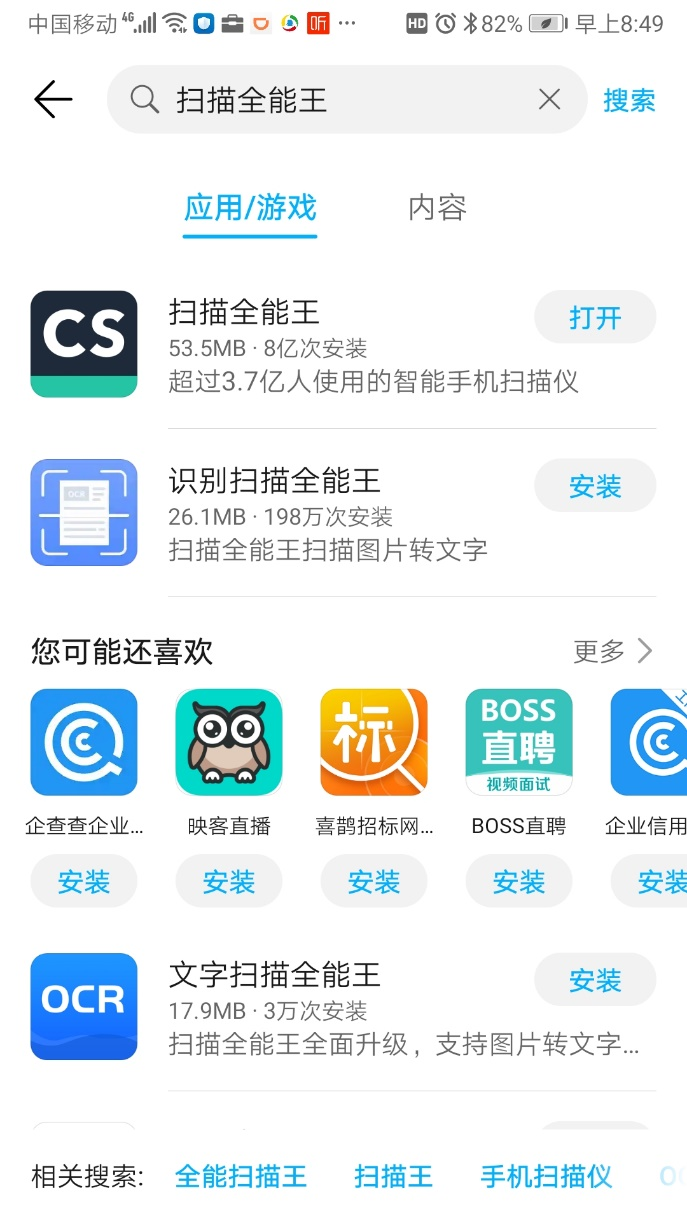 中国移动 4G 听 ··· HD 82% 早上8:49
扫描全能王 搜索
应用/游戏 内容
CS
扫描全能王 打开
53.5MB · 8亿次安装
超过3.7亿人使用的智能手机扫描仪
OCR
识别扫描全能王 安装
26.1MB · 198万次安装
扫描全能王扫描图片转文字
您可能还喜欢 更多
标 BOSS
直聘
视频面试
企查查企业... 映客直播 喜鹊招标网... BOSS直聘 企业信用
安装 安装 安装 安装 安装
OCR
文字扫描全能王 安装
17.9MB · 3万次安装
扫描全能王全面升级，支持图片转文字...
相关搜索: 全能扫描王 扫描王 手机扫描仪